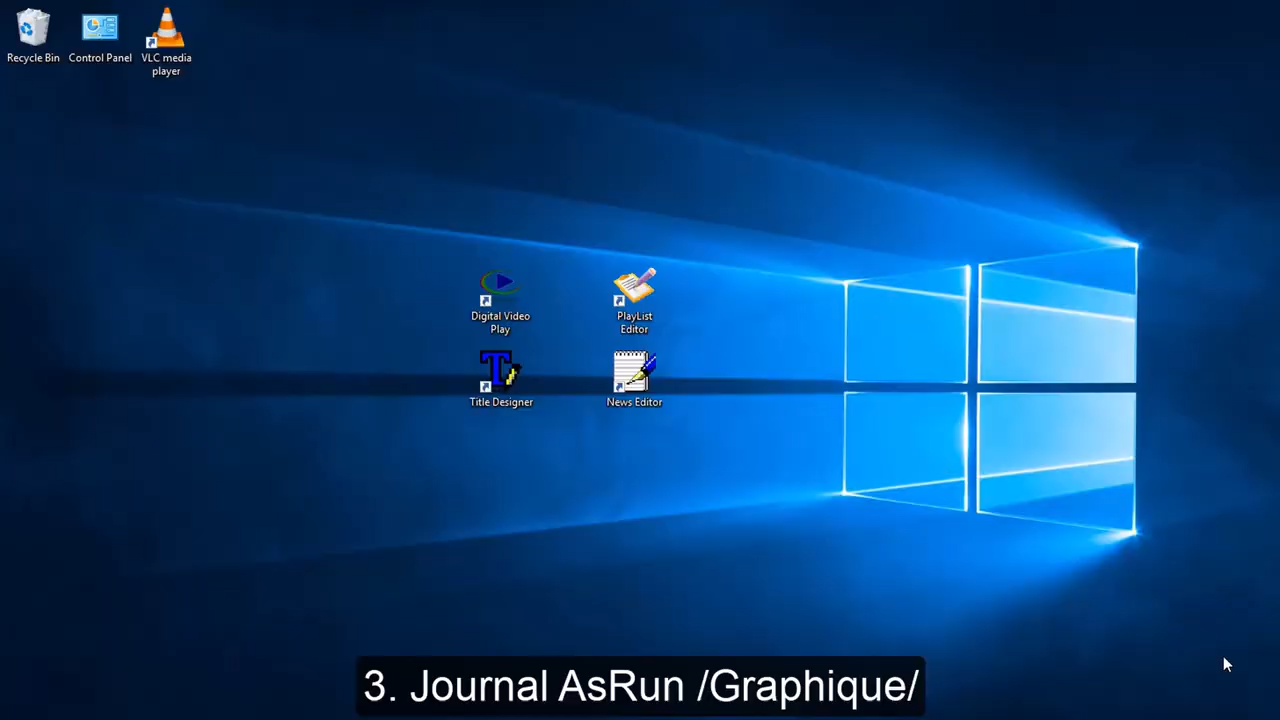 Recycle Bin
Control Panel
VLC media
player
Digital Video
Play
PlayList
Editor
Title Designer
News Editor
3. Journal AsRun /Graphique/